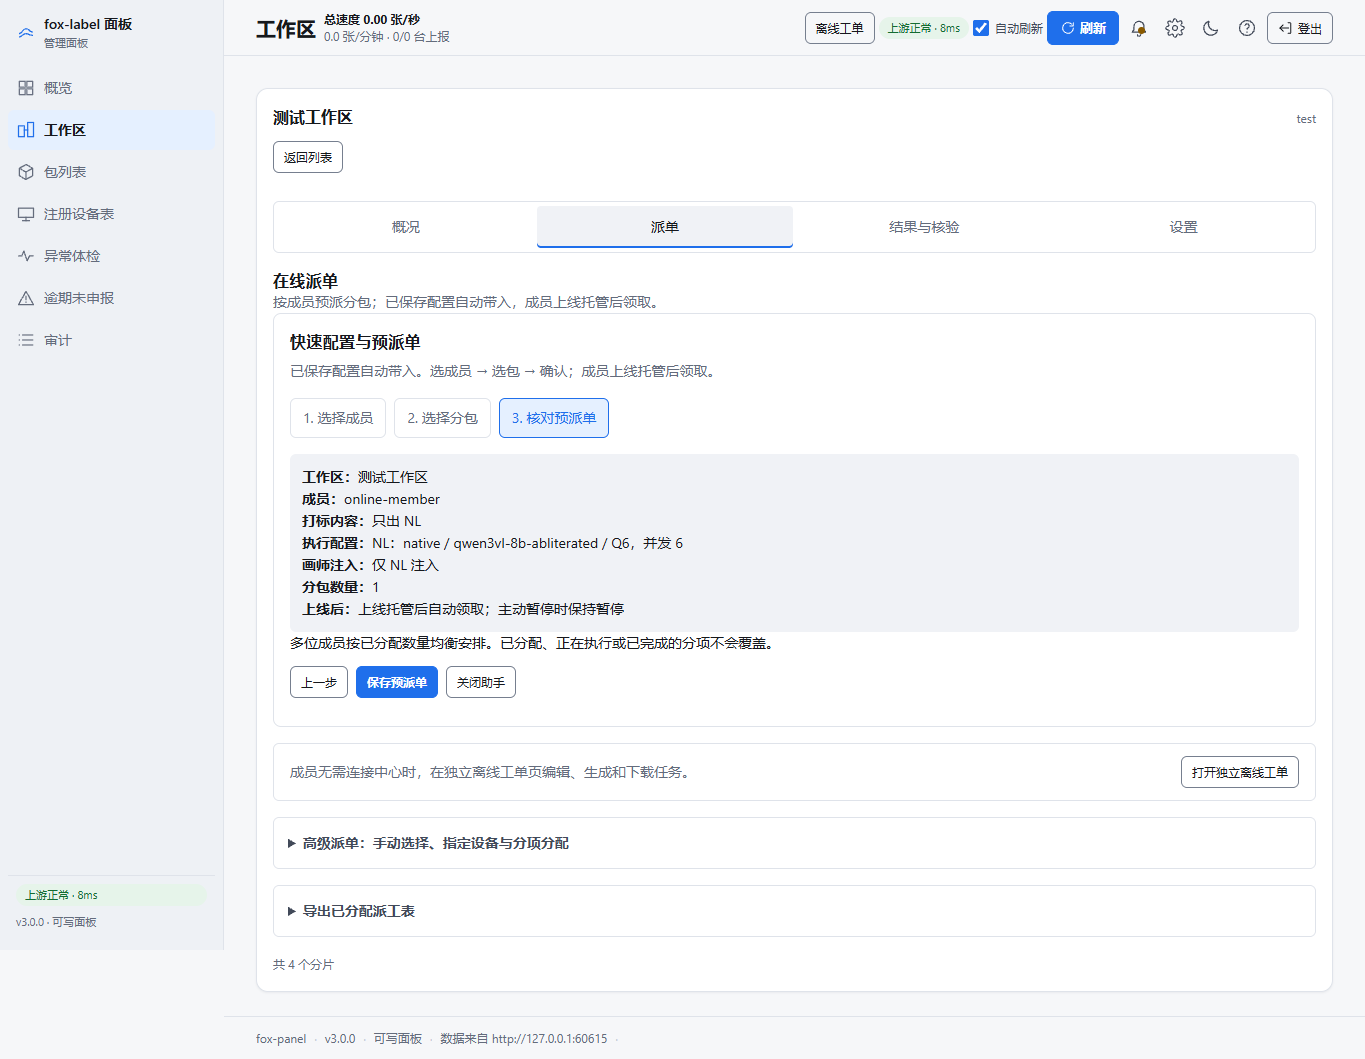 fox-label 面板
管理面板
概览
工作区
包列表
注册设备表
异常体检
逾期未申报
审计
上游正常 · 8ms
v3.0.0 · 可写面板
工作区
总速度 0.00 张/秒
0.0 张/分钟 · 0/0 台上报
离线工单
上游正常 · 8ms
自动刷新
刷新
登出
测试工作区
test
返回列表
概况
派单
结果与核验
设置
在线派单
按成员预派分包；已保存配置自动带入，成员上线托管后领取。
快速配置与预派单
已保存配置自动带入。选成员 → 选包 → 确认；成员上线托管后领取。
1. 选择成员
2. 选择分包
3. 核对预派单
工作区：测试工作区
成员：online-member
打标内容：只出 NL
执行配置：NL：native / qwen3vl-8b-abliterated / Q6，并发 6
画师注入：仅 NL 注入
分包数量：1
上线后：上线托管后自动领取；主动暂停时保持暂停
多位成员按已分配数量均衡安排。已分配、正在执行或已完成的分项不会覆盖。
上一步
保存预派单
关闭助手
成员无需连接中心时，在独立离线工单页编辑、生成和下载任务。
打开独立离线工单
高级派单：手动选择、指定设备与分项分配
导出已分配派工表
共 4 个分片
fox-panel · v3.0.0 · 可写面板 · 数据来自 http://127.0.0.1:60615 ·